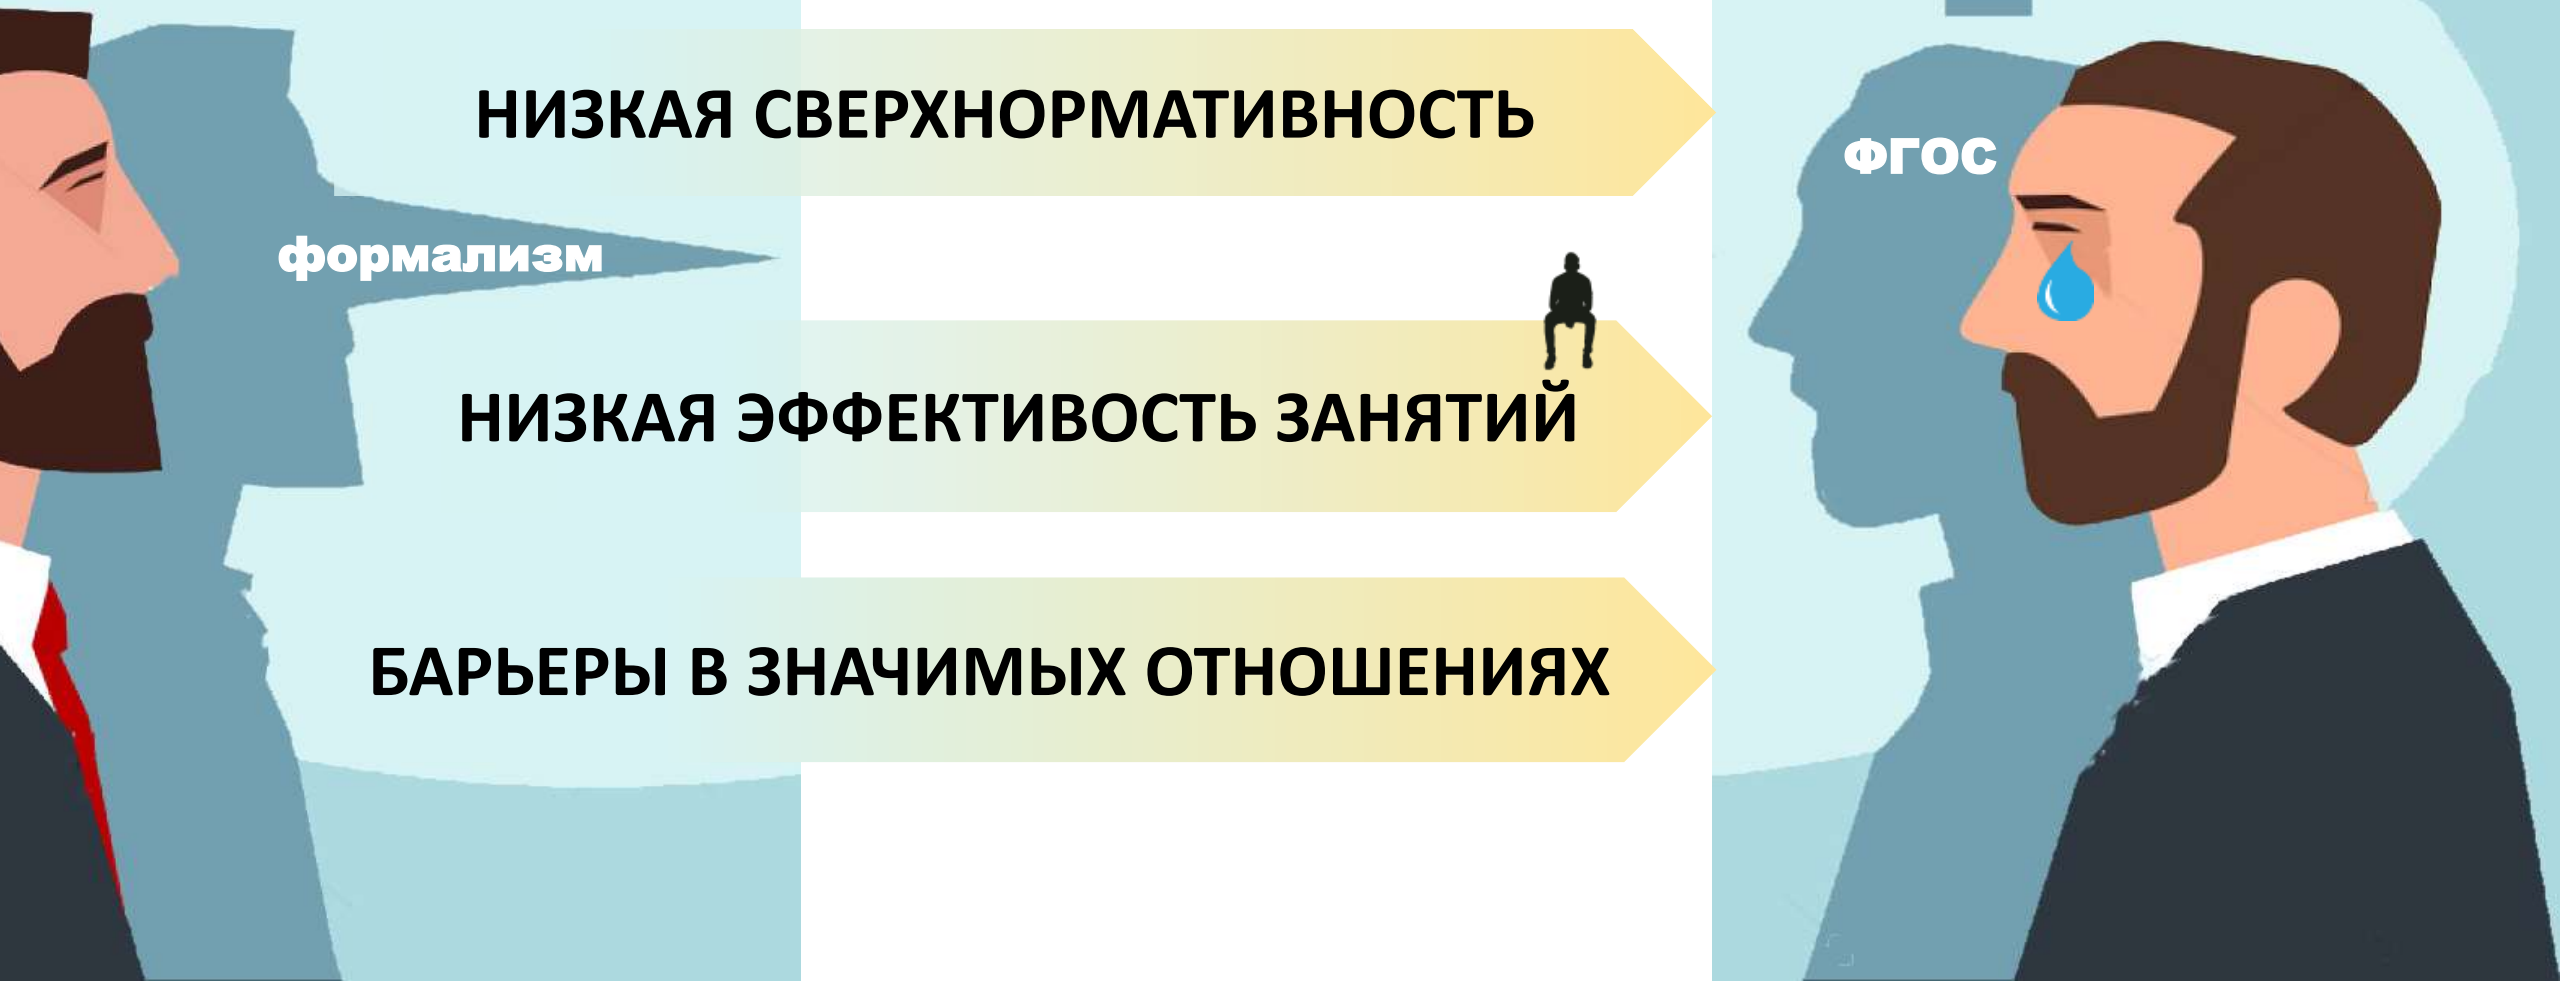 НИЗКАЯ СВЕРХНОРМАТИВНОСТЬ
ФГОС
формализм
НИЗКАЯ ЭФФЕКТИВОСТЬ ЗАНЯТИЙ
БАРЬЕРЫ В ЗНАЧИМЫХ ОТНОШЕНИЯХ